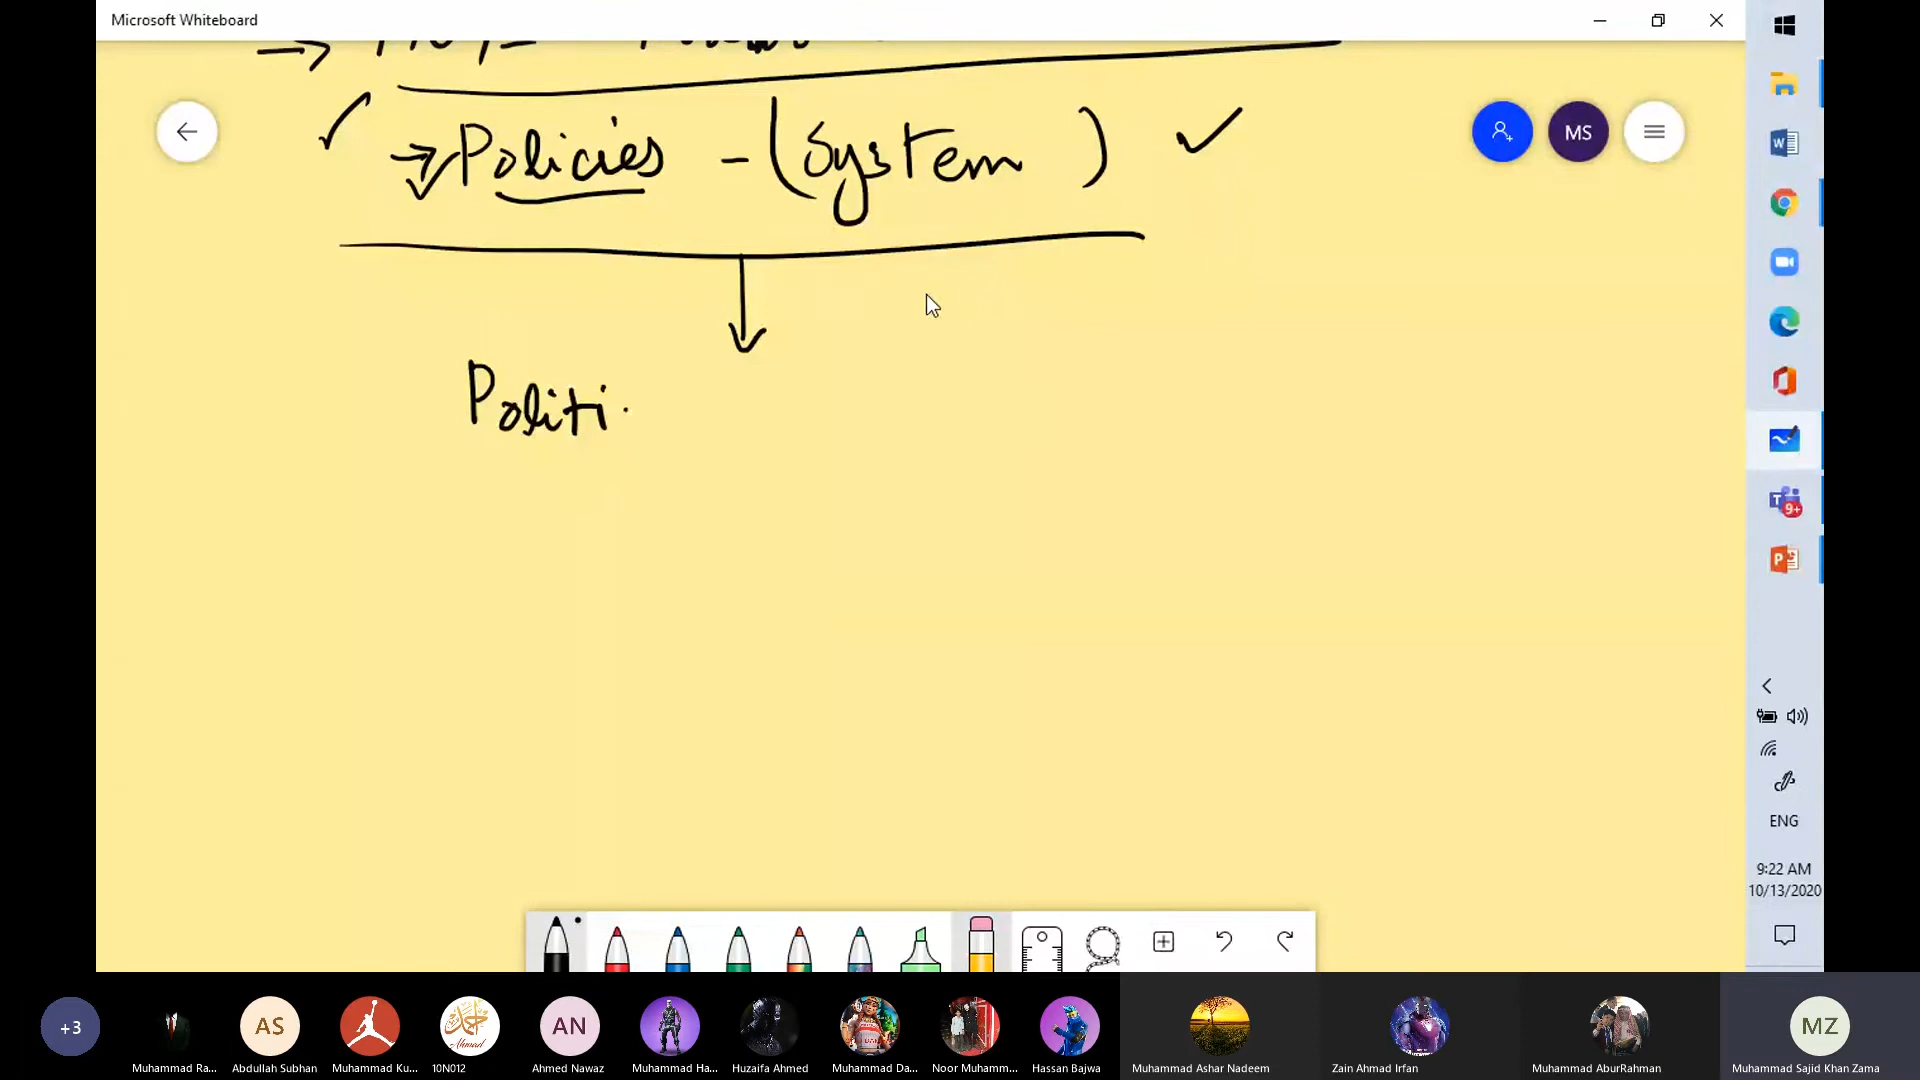 Microsoft Whiteboard
→ Policies - (System)
MS
Politi.
9+
9:22 AM
10/13/2020
ENG
+3
AS
AN
MZ
Muhammad Ra...
Abdullah Subhan
Muhammad Ku...
10N012
Ahmed Nawaz
Muhammad Ha...
Huzaifa Ahmed
Muhammad Da...
Noor Muhamm...
Hassan Bajwa
Muhammad Ashar Nadeem
Zain Ahmad Irfan
Muhammad AburRahman
Muhammad Sajid Khan Zama